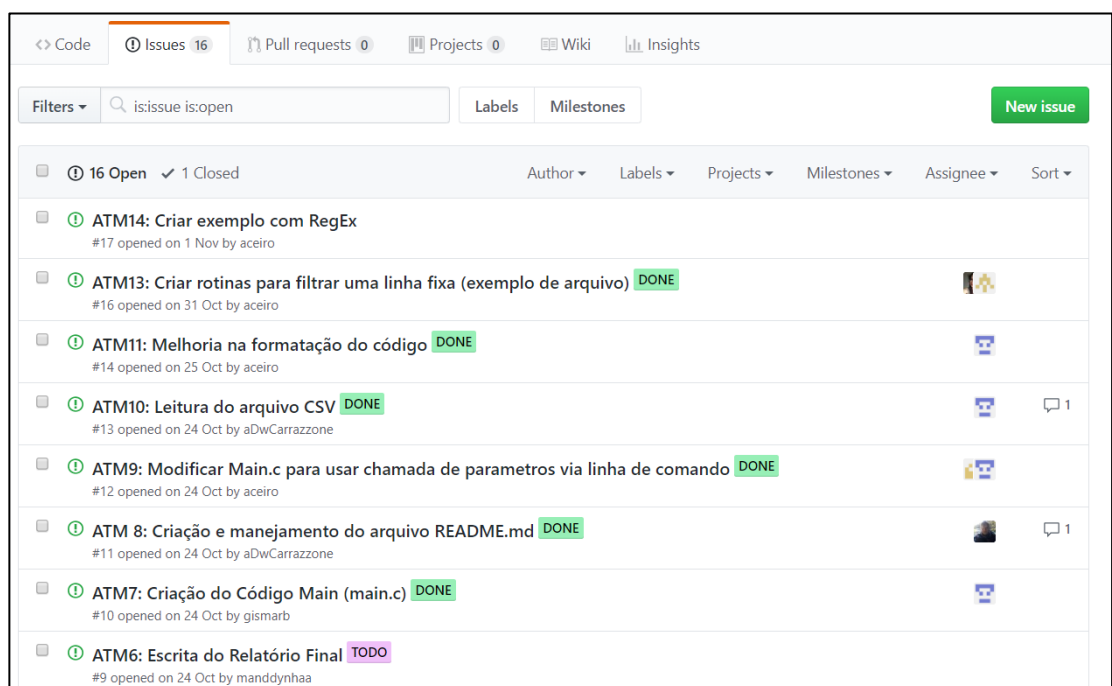 Code Issues 16 Pull requests 0 Projects 0 Wiki Insights
Filters is:issue is:open Labels Milestones New issue
16 Open 1 Closed Author Labels Projects Milestones Assignee Sort
ATM14: Criar exemplo com RegEx
#17 opened on 1 Nov by aceiro
ATM13: Criar rotinas para filtrar uma linha fixa (exemplo de arquivo) DONE
#16 opened on 31 Oct by aceiro
ATM11: Melhoria na formatação do código DONE
#14 opened on 25 Oct by aceiro
ATM10: Leitura do arquivo CSV DONE 1
#13 opened on 24 Oct by aDwCarrazzone
ATM9: Modificar Main.c para usar chamada de parametros via linha de comando DONE
#12 opened on 24 Oct by aceiro
ATM 8: Criação e manejamento do arquivo README.md DONE 1
#11 opened on 24 Oct by aDwCarrazzone
ATM7: Criação do Código Main (main.c) DONE
#10 opened on 24 Oct by gismarb
ATM6: Escrita do Relatório Final TODO
#9 opened on 24 Oct by manddynhaa